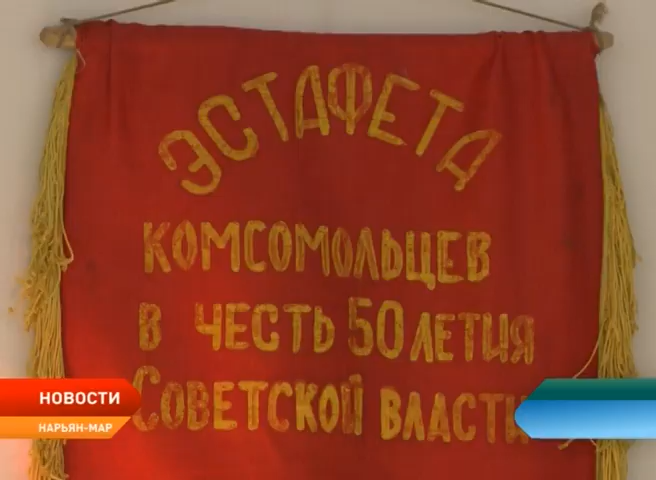 ЭСТАФЕТА
КОМСОМОЛЬЦЕВ
В ЧЕСТЬ 50 ЛЕТИЯ
СОВЕТСКОЙ ВЛАСТИ
НОВОСТИ
НАРЬЯН-МАР